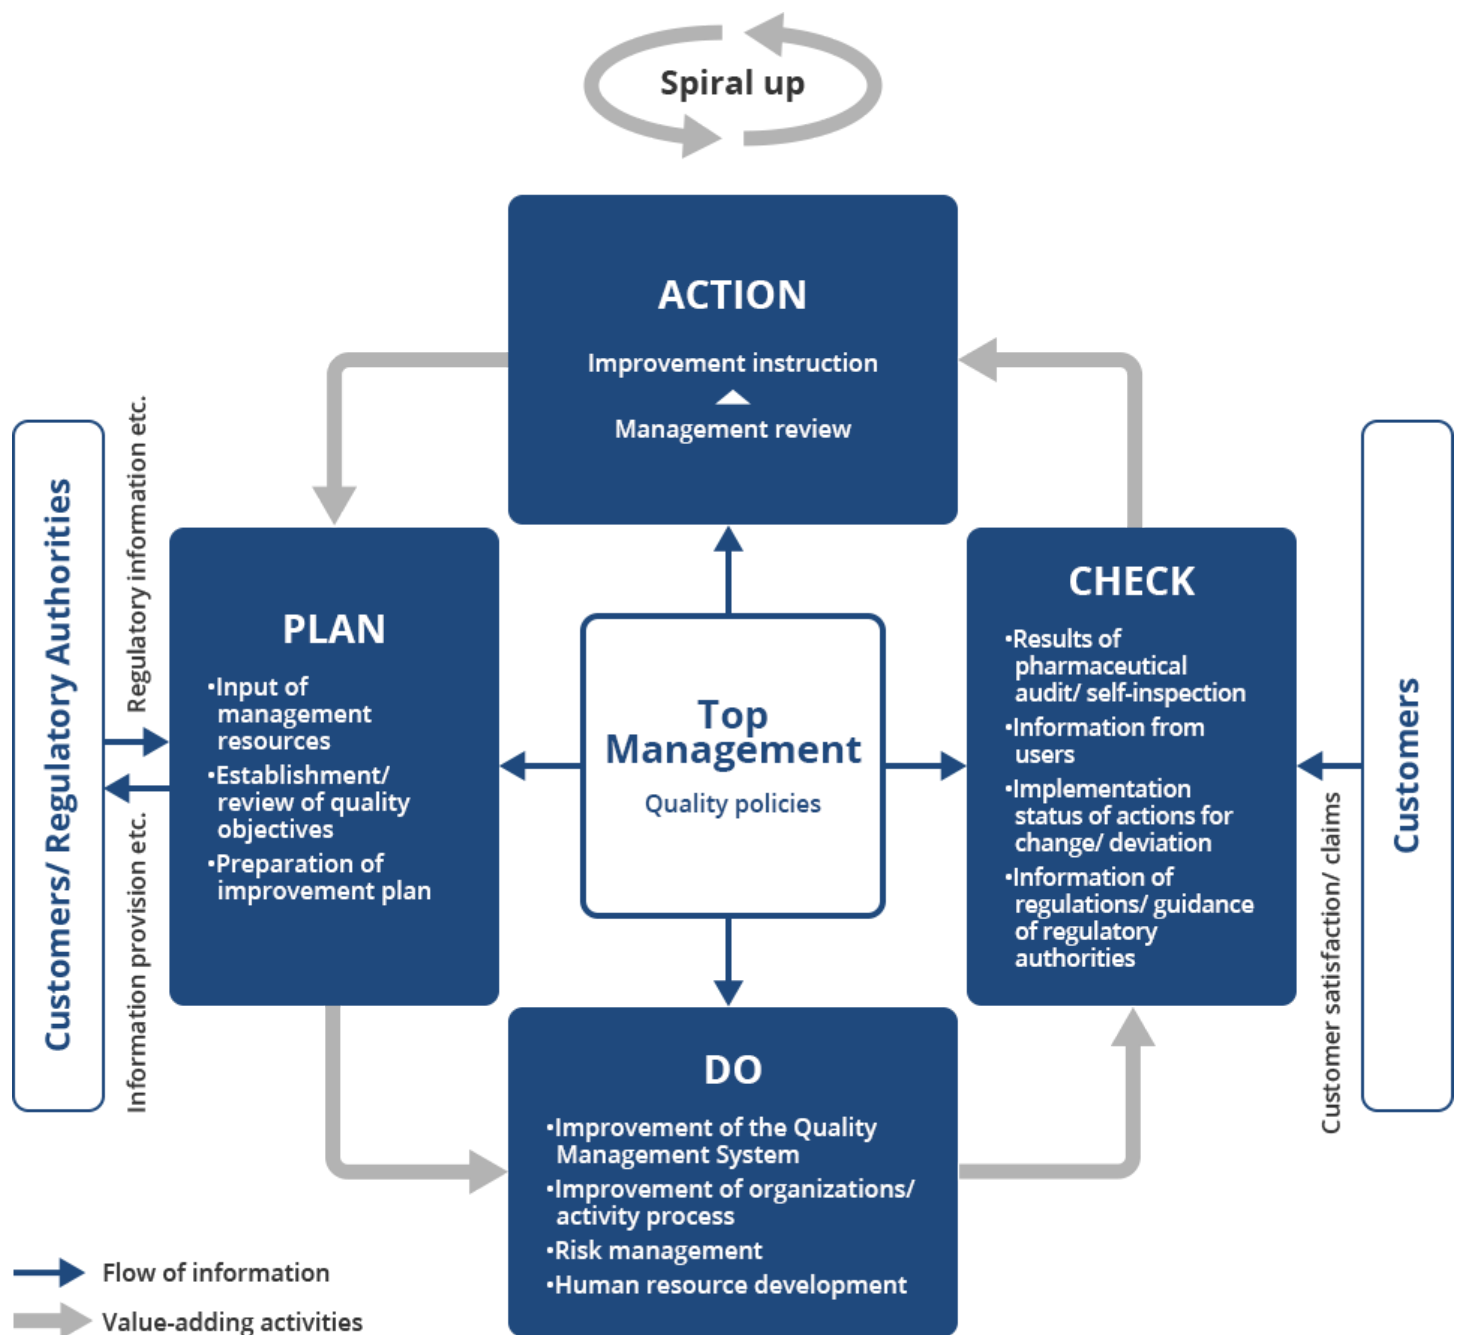 Spiral up
ACTION
Improvement instruction
Management review
Customers/ Regulatory Authorities
Regulatory information etc.
Information provision etc.
PLAN
•Input of
management
resources
•Establishment/
review of quality
objectives
•Preparation of
improvement plan
Top
Management
Quality policies
CHECK
•Results of
pharmaceutical
audit/ self-inspection
•Information from
users
•Implementation
status of actions for
change/ deviation
•Information of
regulations/ guidance
of regulatory
authorities
Customer satisfaction/ claims
Customers
DO
•Improvement of the Quality
Management System
•Improvement of organizations/
activity process
•Risk management
•Human resource development
Flow of information
Value-adding activities